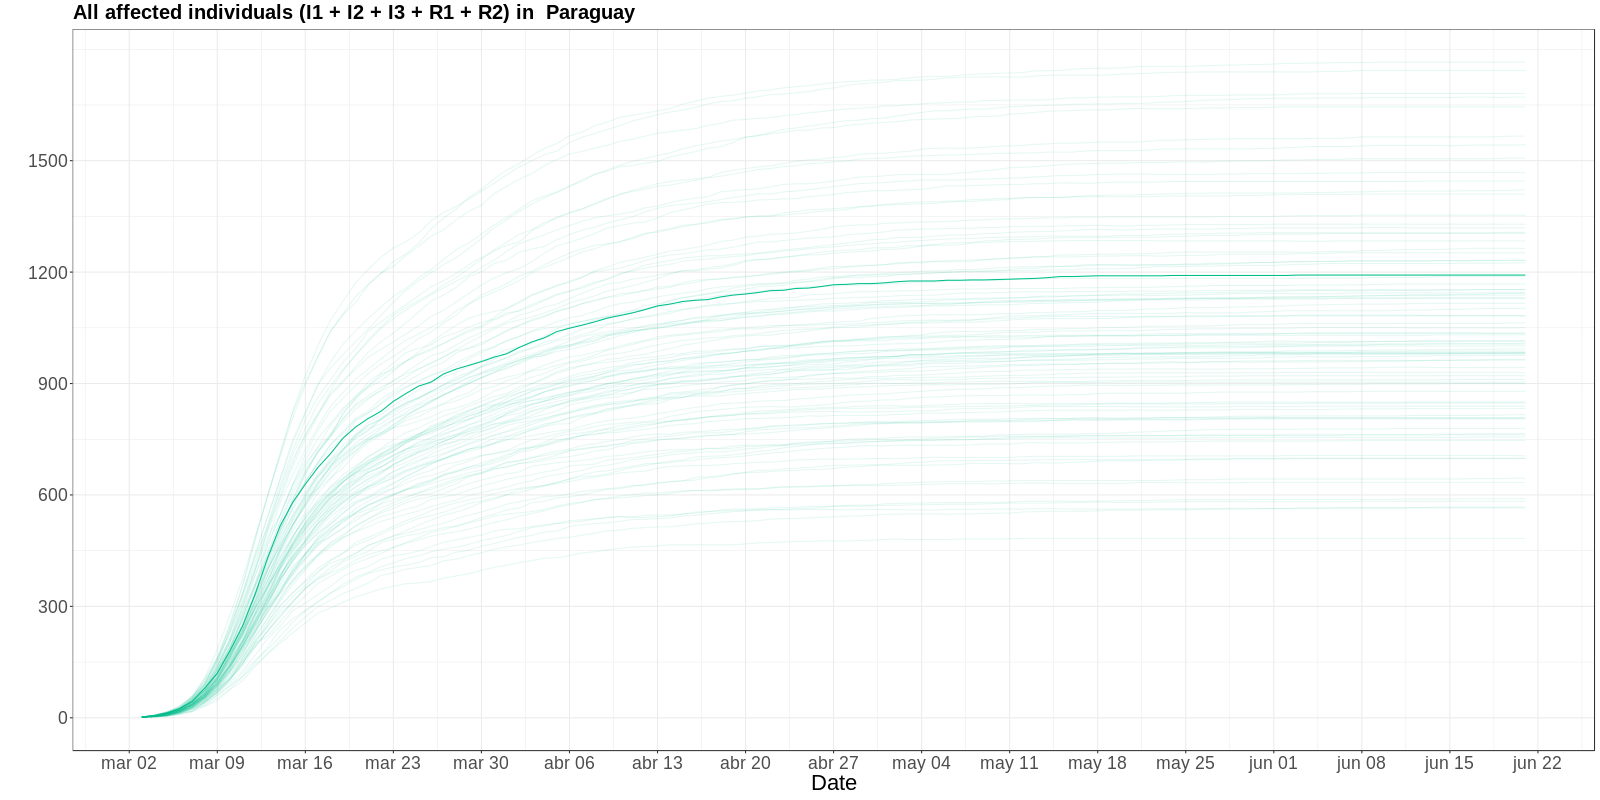 All affected individuals (I1 + I2 + I3 + R1 + R2) in  Paraguay
1500
1200
900
600
300
0
mar 02 mar 09 mar 16 mar 23 mar 30 abr 06 abr 13 abr 20 abr 27 may 04 may 11 may 18 may 25 jun 01 jun 08 jun 15 jun 22
Date